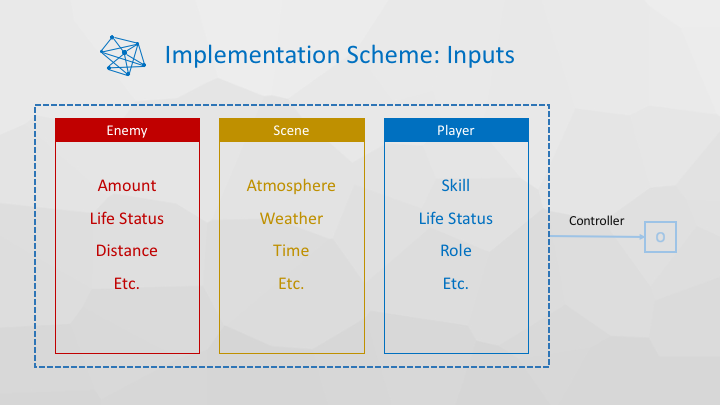 Implementation Scheme: Inputs
Enemy
Amount
Life Status
Distance
Etc.
Scene
Atmosphere
Weather
Time
Etc.
Player
Skill
Life Status
Role
Etc.
Controller
O